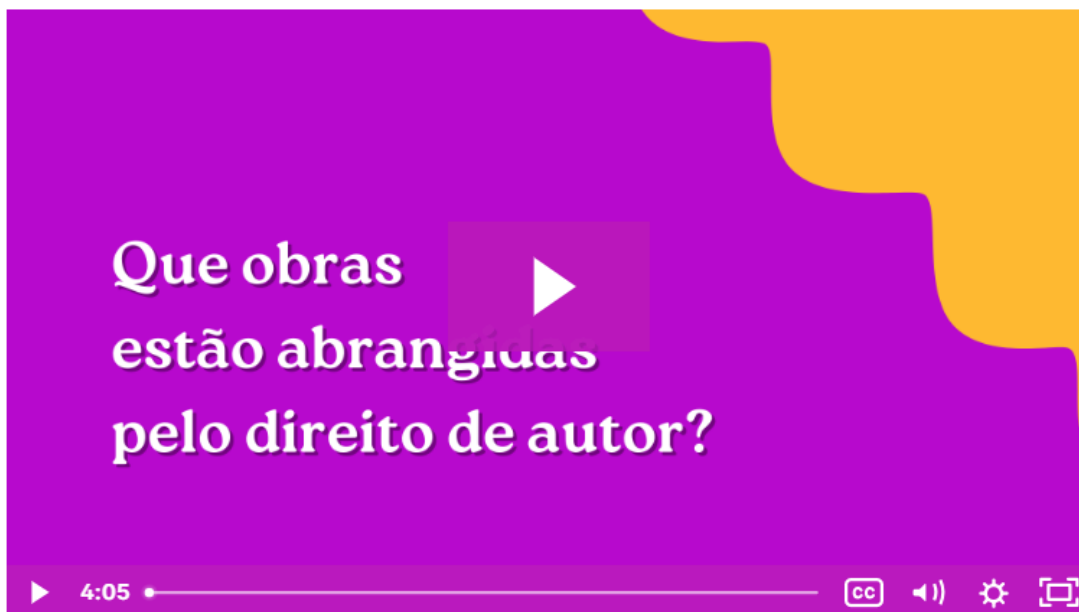 Que obras
estão abrangidas
pelo direito de autor?
4:05
CC